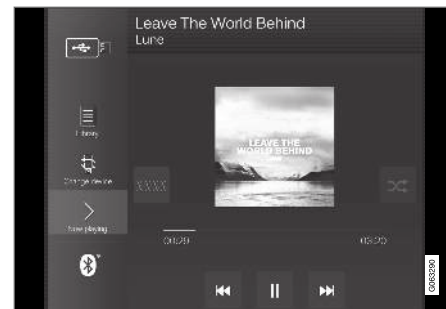 Leave The World Behind
Lune
Library
Change device
Now playing
LEAVE THE
WORLD BEHIND
XXXX
00:29
03:20
G063290